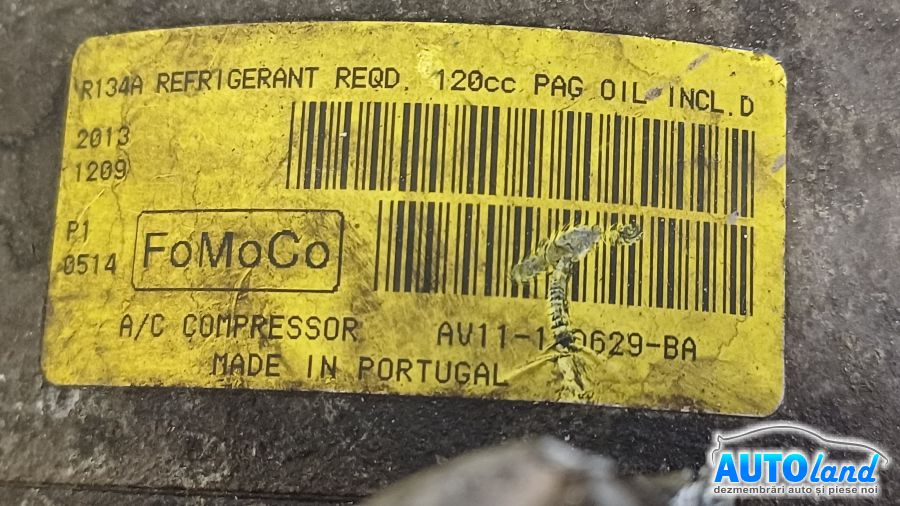 R134A REFRIGERANT REQD. 120cc PAG OIL INCL.D
2013
1209
P1
0514
FoMoCo
A/C COMPRESSOR
MADE IN PORTUGAL
AUTOland
dezmembrări auto și piese noi